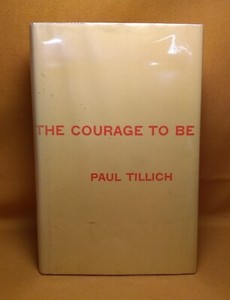 THE COURAGE TO BE
PAUL TILLICH